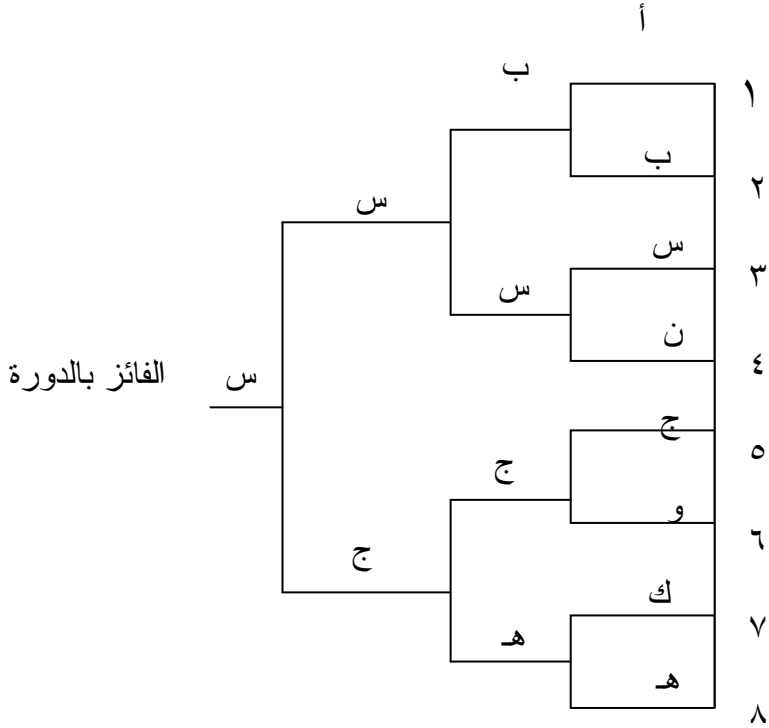 أ
ب
١
ب
٢
س
س
٣
س
ن
٤
الفائز بالدورة
س
ج
ج
٥
و
٦
ج
ك
٧
هـ
هـ
٨